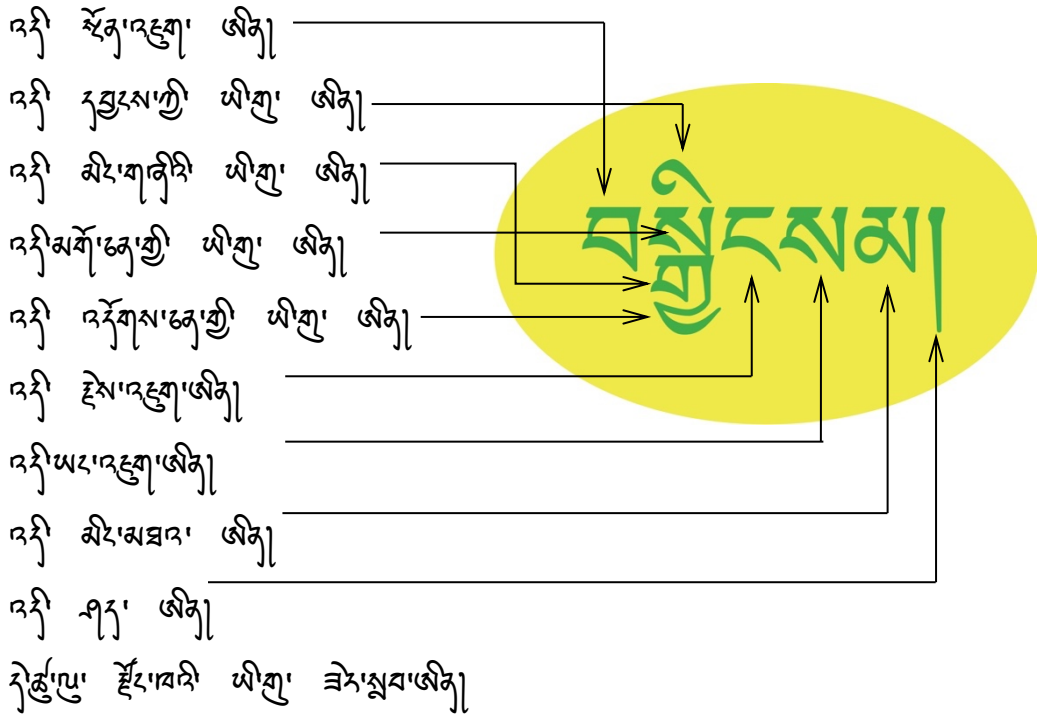 འདི་ སྔོན་འཇུག་ ཨིན།
འདི་ དབྱངས་ཀྱི་ ཡི་གུ་ ཨིན།
འདི་ མིང་གཞིའི་ ཡི་གུ་ ཨིན།
འདི་མགོ་ཅན་གྱི་ ཡི་གུ་ ཨིན།
འདི་ འདོགས་ཅན་གྱི་ ཡི་གུ་ ཨིན།
འདི་ རྗེས་འཇུག་ཨིན།
འདི་ཡང་འཇུག་ཨིན།
འདི་ མིང་མཐའ་ ཨིན།
འདི་ ཤད་ ཨིན།
དེ་ཚུ་ལུ་ རྫོང་ཁའི་ ཡི་གུ་ ཟེར་སླབ་ཨིན།
བསྒྱིངསམ།